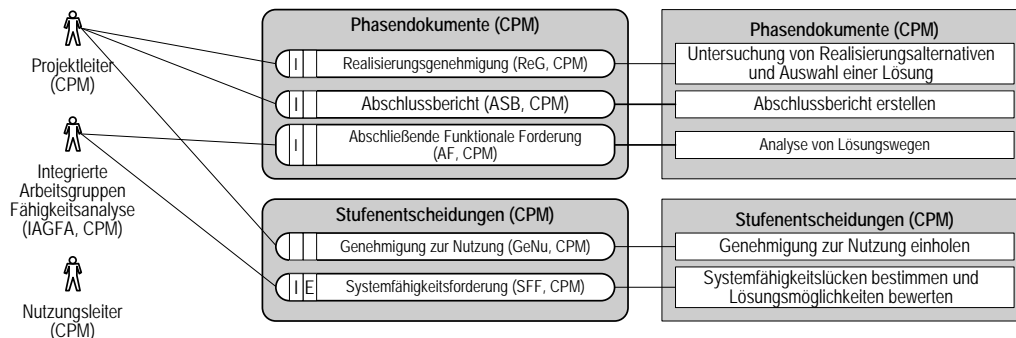 Projektleiter
(CPM)
Integrierte
Arbeitsgruppen
Fähigkeitsanalyse
(IAGFA, CPM)
Nutzungsleiter
(CPM)
Phasendokumente (CPM)
I Realisierungsgenehmigung (ReG, CPM)
I Abschlussbericht (ASB, CPM)
I Abschließende Funktionale Forderung
(AF, CPM)
Stufenentscheidungen (CPM)
Genehmigung zur Nutzung (GeNu, CPM)
I E Systemfähigkeitsforderung (SFF, CPM)
Phasendokumente (CPM)
Untersuchung von Realisierungsalternativen
und Auswahl einer Lösung
Abschlussbericht erstellen
Analyse von Lösungswegen
Stufenentscheidungen (CPM)
Genehmigung zur Nutzung einholen
Systemfähigkeitslücken bestimmen und
Lösungsmöglichkeiten bewerten